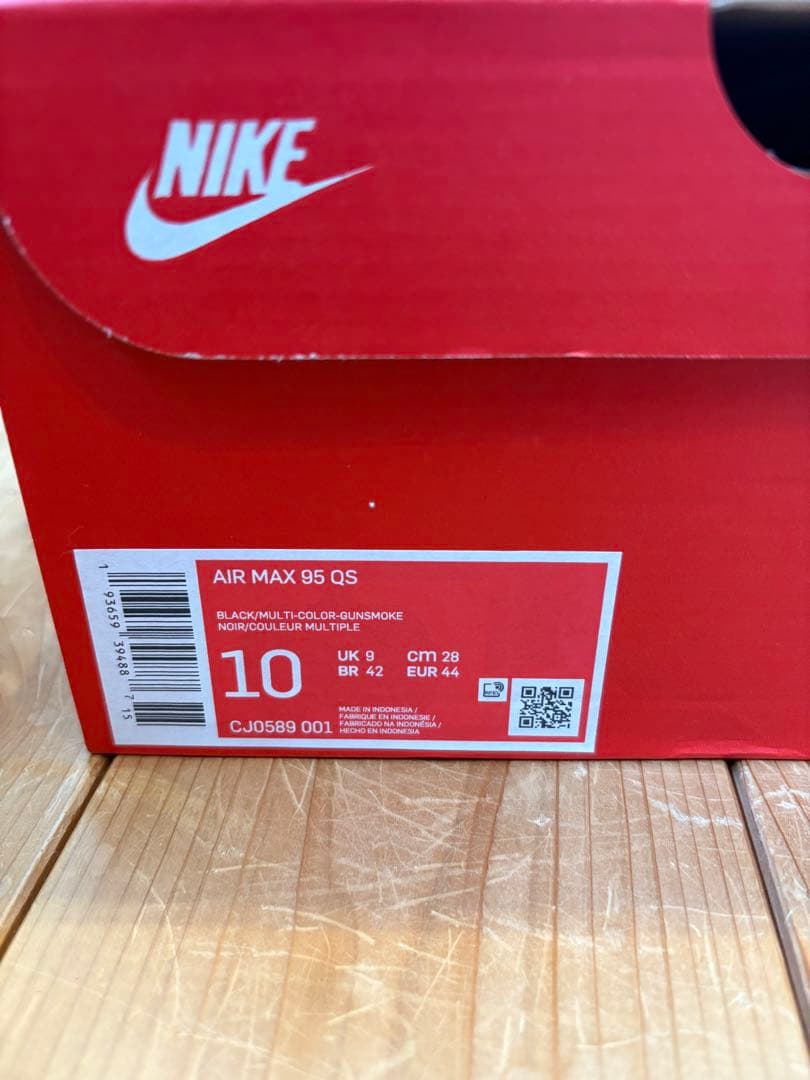 NIKE
AIR MAX 95 QS
BLACK/MULTI-COLOR-GUNSMOKE
NOIR/COULEUR MULTIPLE
10
UK 9 cm 28
BR 42 EUR 44
CJ0589 001
MADE IN INDONESIA /
FABRIQUE EN INDONESIE /
FABRICADO NA INDONÉSIA /
HECHO EN INDONESIA
1 93659 39488 7 15